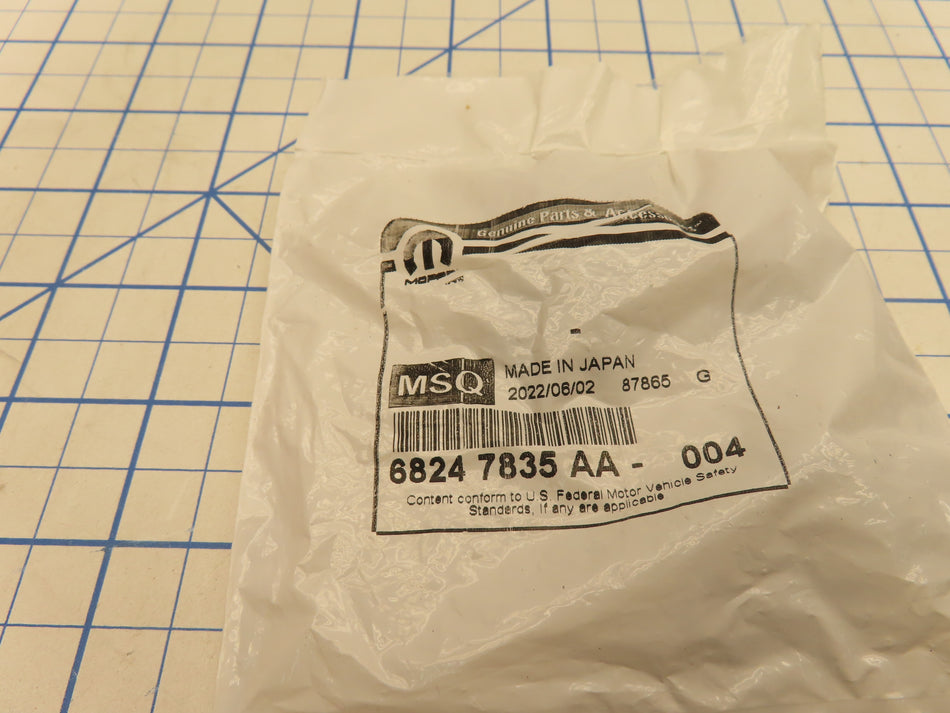 Genuine Parts & Access
MOPAR
-
MSQ
MADE IN JAPAN
2022/06/02 87865 G
6824 7835 AA - 004
Content conform to U.S. Federal Motor Vehicle Safety
Standards, If any are applicable